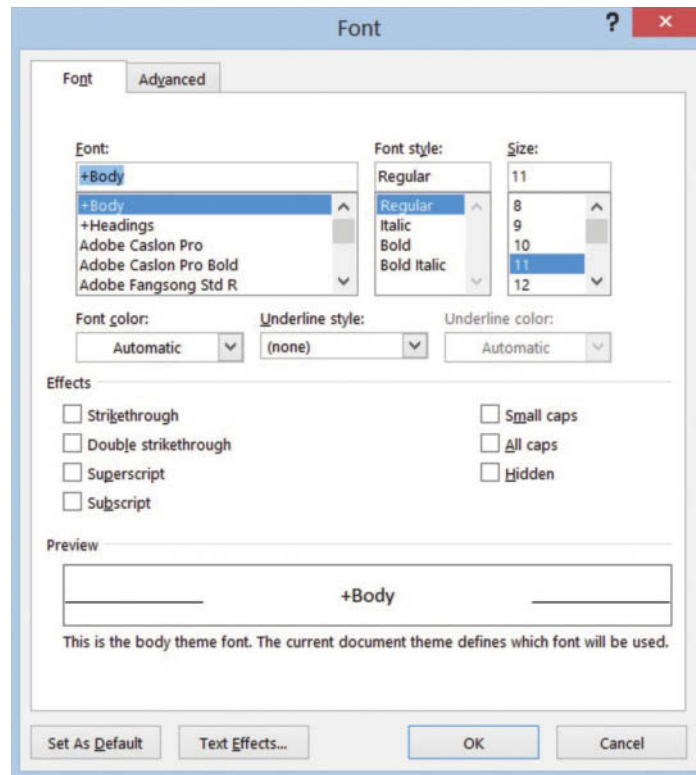 Font
?
×
Font Advanced
Font: Font style: Size:
+Body Regular 11
+Body Regular 8
+Headings Italic 9
Adobe Caslon Pro Bold 10
Adobe Caslon Pro Bold Bold Italic 11
Adobe Fangsong Std R 12
Font color: Underline style: Underline color:
Automatic (none) Automatic
Effects
Strikethrough Small caps
Double strikethrough All caps
Superscript Hidden
Subscript
Preview
+Body
This is the body theme font. The current document theme defines which font will be used.
Set As Default Text Effects... OK Cancel